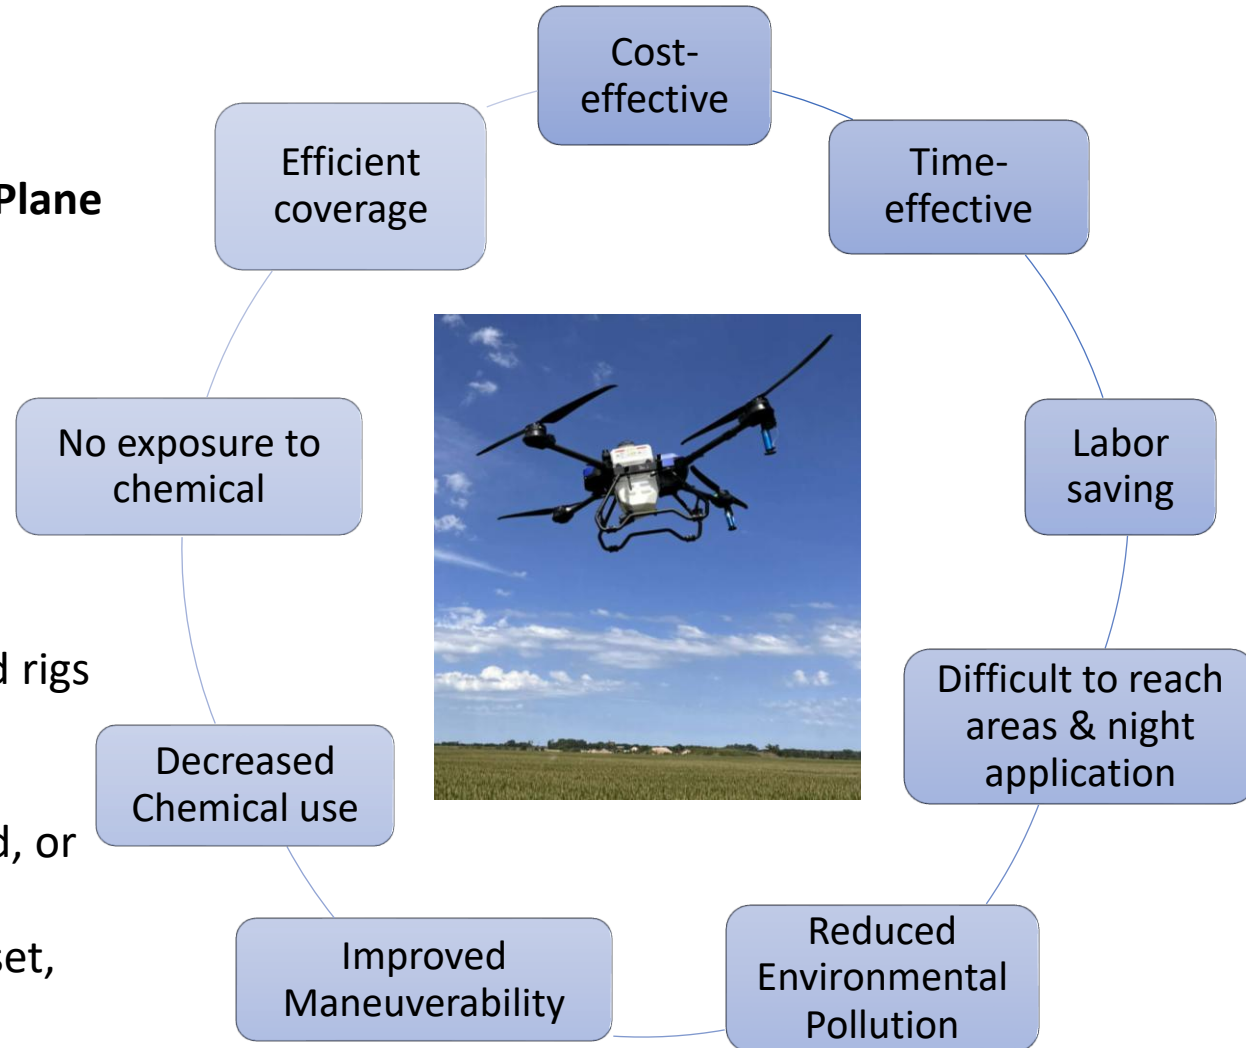 Plane
d rigs
d, or
set,
Cost-
effective
Time-
effective
Labor
saving
Difficult to reach
areas & night
application
Reduced
Environmental
Pollution
Improved
Maneuverability
Decreased
Chemical use
No exposure to
chemical
Efficient
coverage